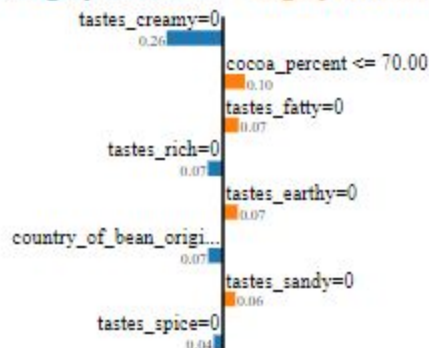 tastes_creamy=0
0.26
cocoa_percent <= 70.00
0.10
tastes_fatty=0
0.07
tastes_rich=0
0.07
tastes_earthy=0
0.07
country_of_bean_origi...
0.07
tastes_sandy=0
0.06
tastes_spice=0
0.04